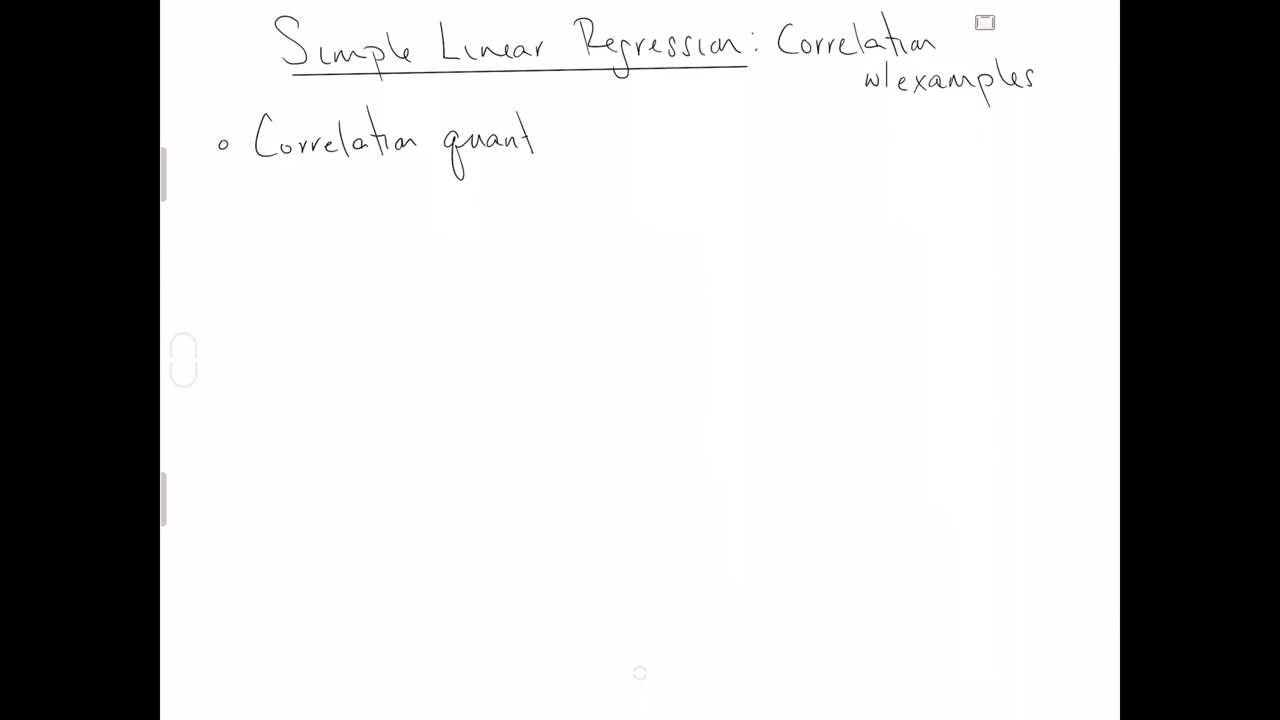 Simple Linear Regression: Correlation
w/examples
o Correlation quant